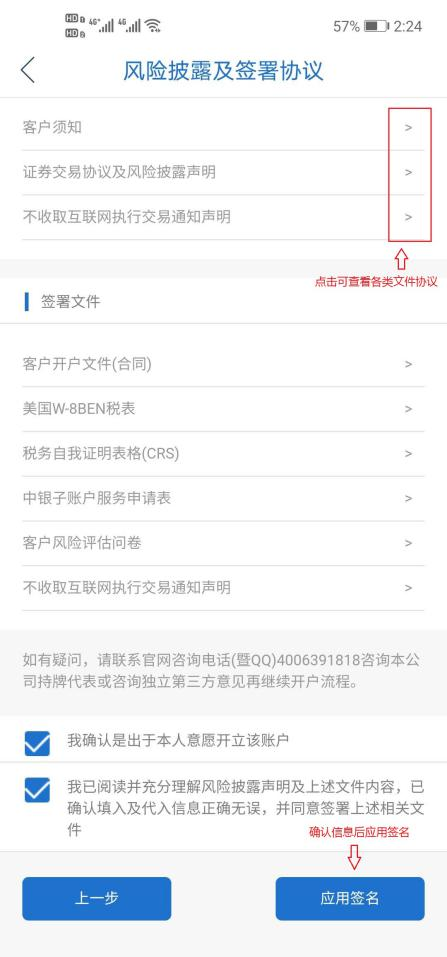 HD 4G+ 4G 57% 2:24
风险披露及签署协议
客户须知 >
证券交易协议及风险披露声明 >
不收取互联网执行交易通知声明 >
点击可查看各类文件协议
签署文件
客户开户文件(合同) >
美国W-8BEN税表 >
税务自我证明表格(CRS) >
中银子账户服务申请表 >
客户风险评估问卷 >
不收取互联网执行交易通知声明 >
如有疑问，请联系官网咨询电话(暨QQ)4006391818咨询本公
司持牌代表或咨询独立第三方意见再继续开户流程。
我确认是出于本人意愿开立该账户
我已阅读并充分理解风险披露声明及上述文件内容，已
确认填入及代入信息正确无误，并同意签署上述相关文
件
确认信息后应用签名
上一步 应用签名